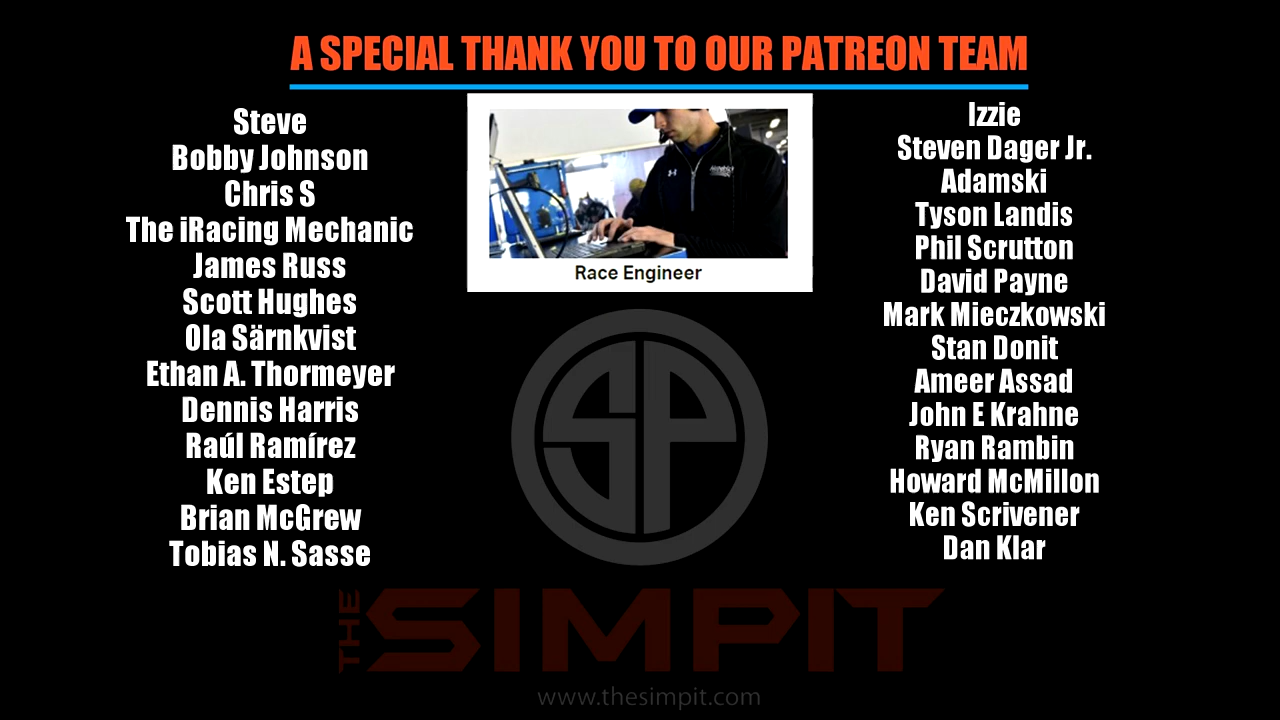 A SPECIAL THANK YOU TO OUR PATREON TEAM
Steve
Bobby Johnson
Chris S
The iRacing Mechanic
James Russ
Scott Hughes
Ola Särnkvist
Ethan A. Thormeyer
Dennis Harris
Raúl Ramírez
Ken Estep
Brian McGrew
Tobias N. Sasse
Race Engineer
Izzie
Steven Dager Jr.
Adamski
Tyson Landis
Phil Scrutton
David Payne
Mark Mieczkowski
Stan Donit
Ameer Assad
John E Krahne
Ryan Rambin
Howard McMillon
Ken Scrivener
Dan Klar
SP
THE SIMPIT
www.thesimpit.com